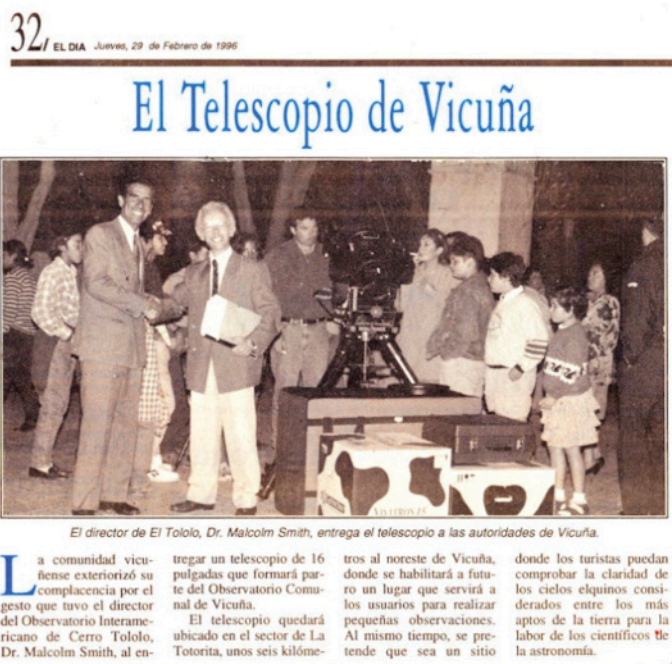 32/ EL DIA Jueves, 29 de Febrero de 1996
El Telescopio de Vicuña
El director de El Tololo, Dr. Malcolm Smith, entrega el telescopio a las autoridades de Vicuña.
La comunidad vicu-
ñense exteriorizó su
complacencia por el
gesto que tuvo el director
del Observatorio Interame-
ricano de Cerro Tololo,
Dr. Malcolm Smith, al en-
tregar un telescopio de 16
pulgadas que formará par-
te del Observatorio Comu-
nal de Vicuña.
El telescopio quedará
ubicado en el sector de La
Totorita, unos seis kilóme-
tros al noreste de Vicuña,
donde se habilitará a futu-
ro un lugar que servirá a
los usuarios para realizar
pequeñas observaciones.
Al mismo tiempo, se pre-
tende que sea un sitio
donde los turistas puedan
comprobar la claridad de
los cielos elquinos consi-
derados entre los más
aptos de la tierra para la
labor de los científicos de
la astronomía.